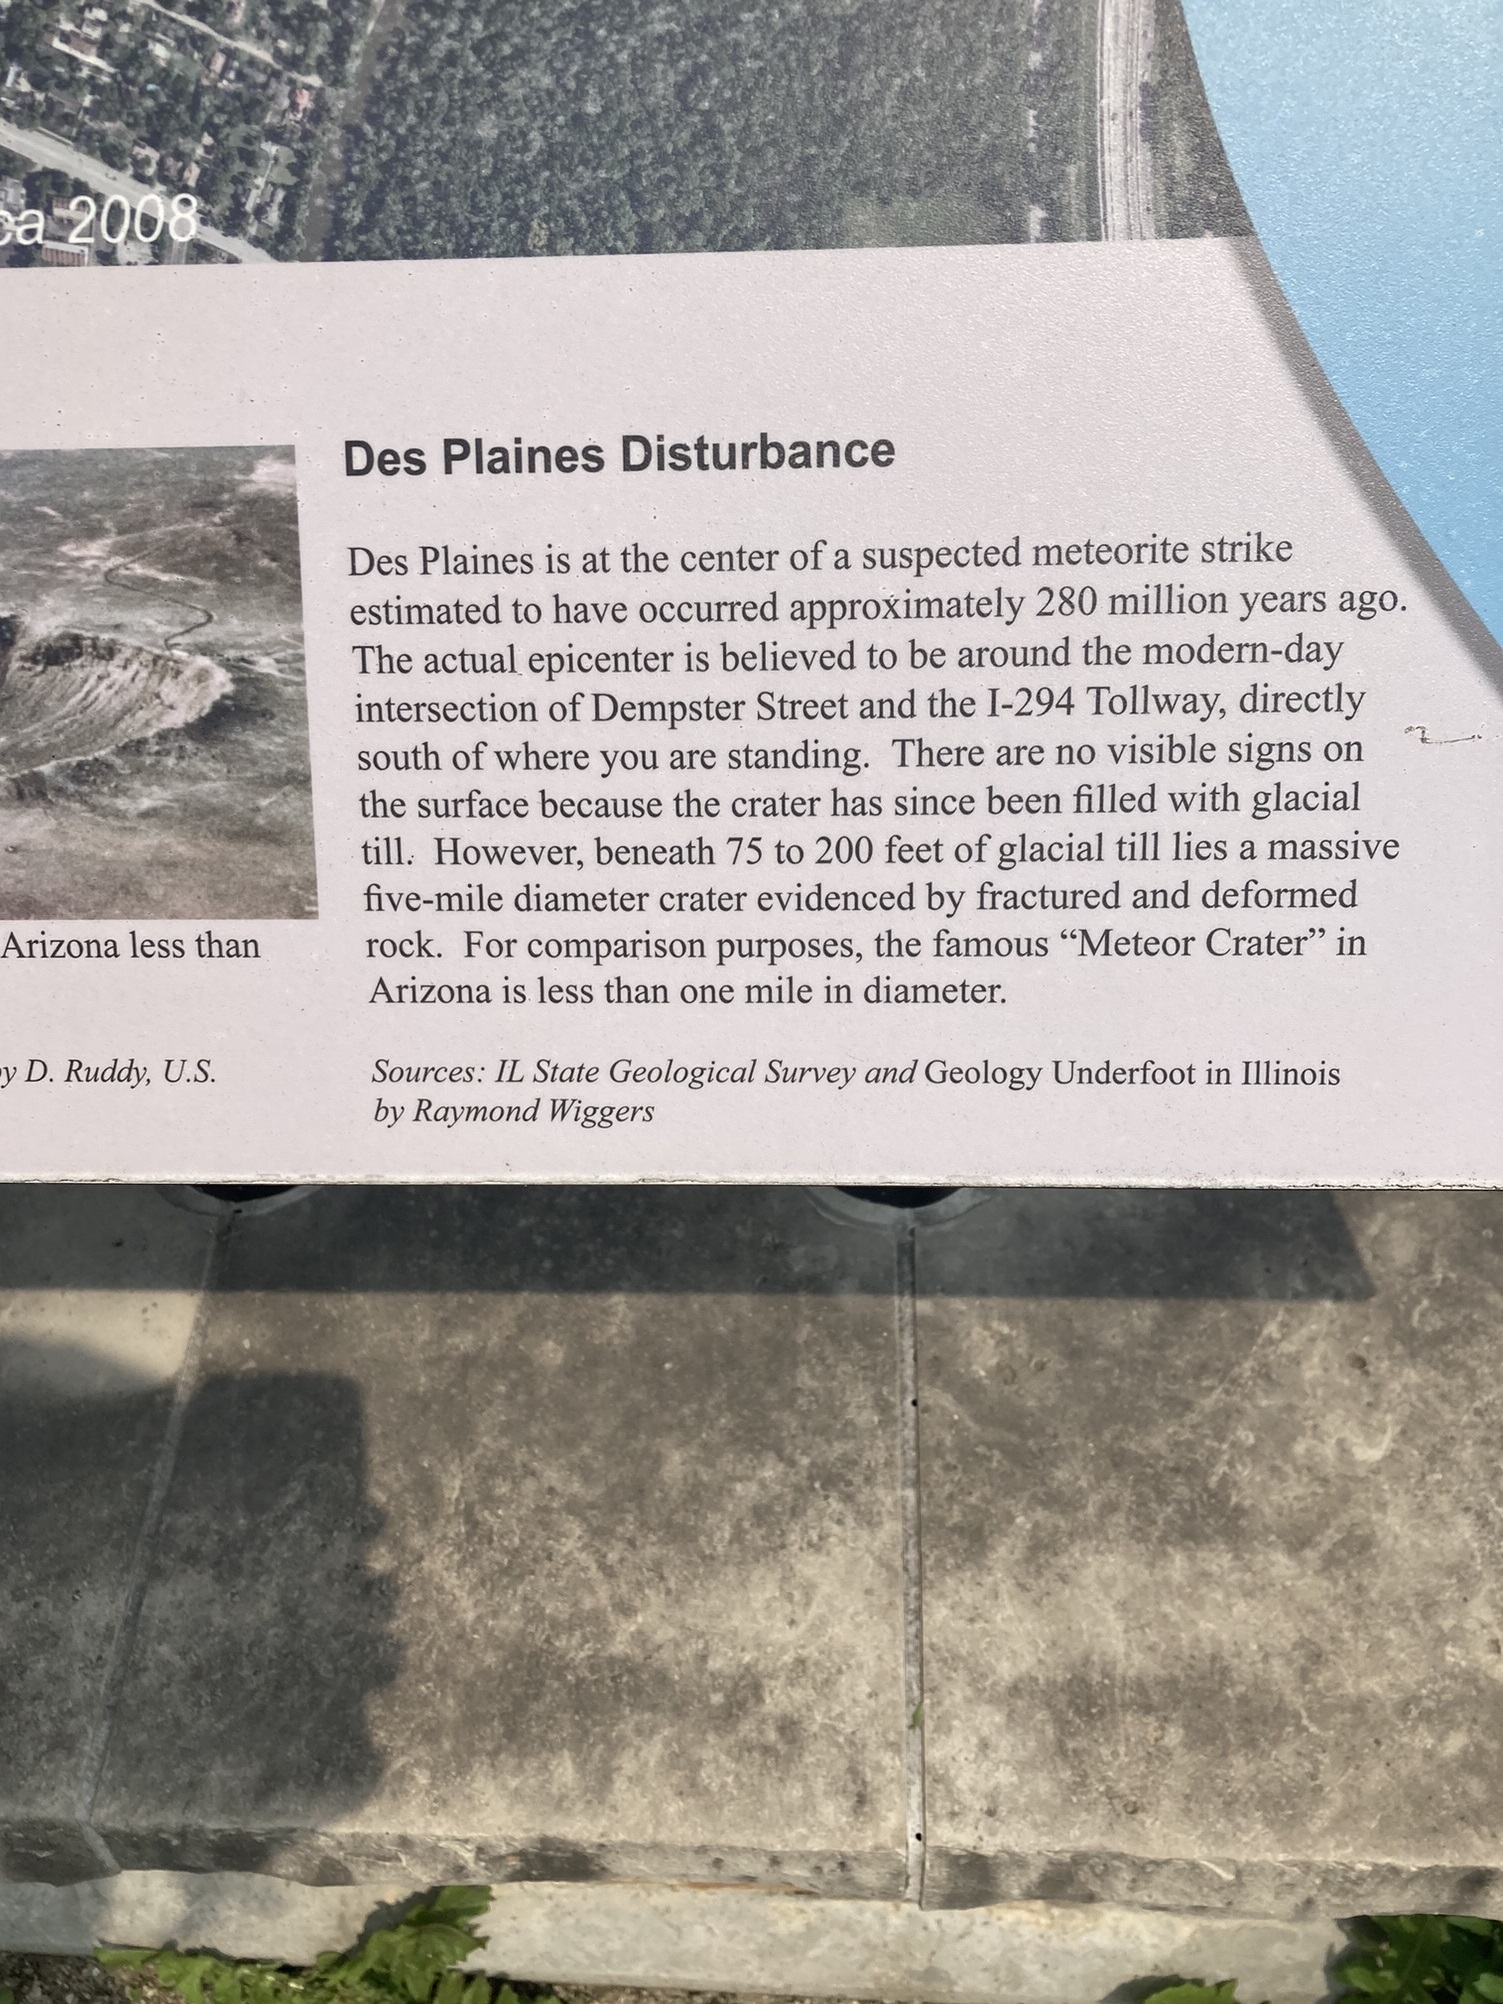 ca 2008
Des Plaines Disturbance
Des Plaines is at the center of a suspected meteorite strike
estimated to have occurred approximately 280 million years ago.
The actual epicenter is believed to be around the modern-day
intersection of Dempster Street and the I-294 Tollway, directly
south of where you are standing. There are no visible signs on
the surface because the crater has since been filled with glacial
till. However, beneath 75 to 200 feet of glacial till lies a massive
five-mile diameter crater evidenced by fractured and deformed
rock. For comparison purposes, the famous “Meteor Crater” in
Arizona is less than one mile in diameter.
Arizona less than
y D. Ruddy, U.S.
Sources: IL State Geological Survey and Geology Underfoot in Illinois
by Raymond Wiggers